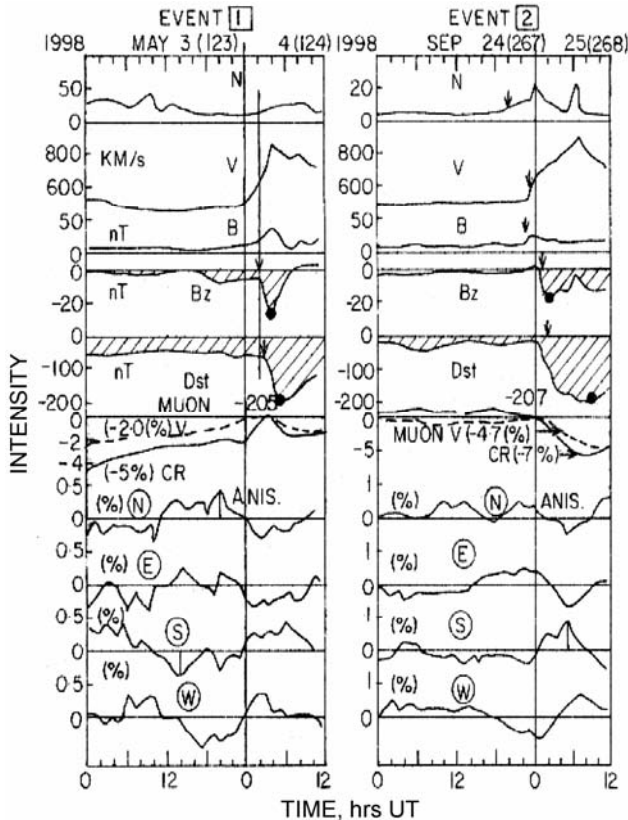 EVENT 1
1998 MAY 3 (123) 4 (124)
N
50
0
800
KM/s
V
600
50
nT
B
0
0
nT
Bz
-20
0
-100
nT
Dst
-200
MUON
-205
0
-2
(-2.0(%) V
-4
(-5%) CR
0.5
(%) N
ANIS.
0
0.5
(%) E
0
0.5
(%) S
0
(%)
0.5
W
0
0 12 0 12
EVENT 2
1998 SEP 24(267) 25(268)
20
N
0
800
V
600
50
B
0
0
Bz
-20
0
-100
Dst
-200
-207
0
MUON V (-4.7(%)
-5
CR(-7%)
1
(%) N
ANIS.
0
1
(%) E
0
1
(%) S
0
1
(%) W
0
0 12 0 12
INTENSITY
TIME, hrs UT